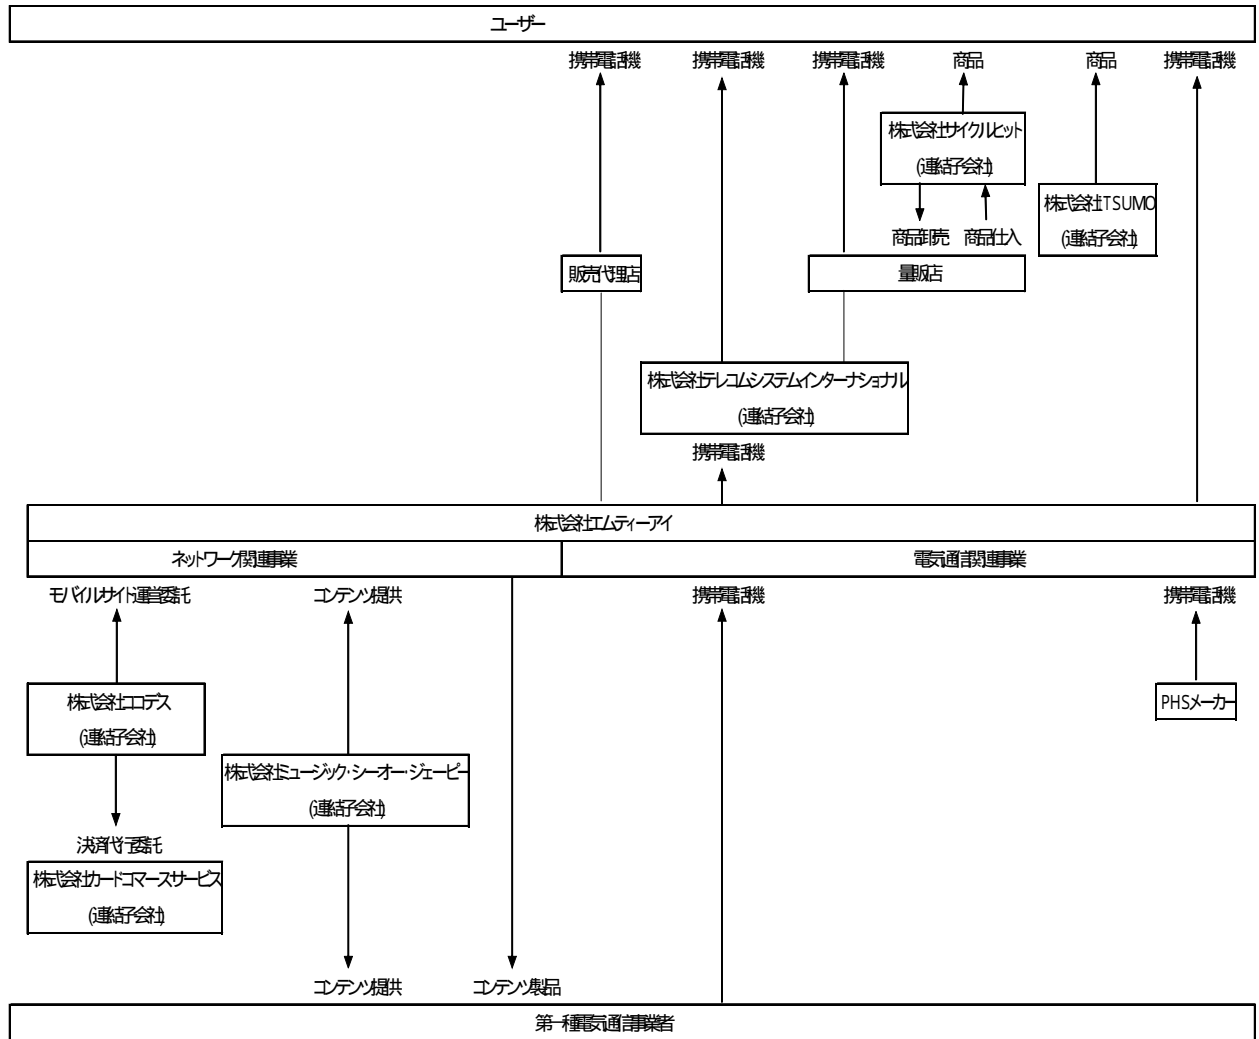 ユーザー
携帯電話機 携帯電話機 携帯電話機 商品 商品 携帯電話機
株式会社サイクルヒット
(連結子会社)
株式会社TSUMO
(連結子会社)
商品卸売 商品仕入
販売代理店 量販店
株式会社テレコムシステムインターナショナル
(連結子会社)
携帯電話機
株式会社エムティーアイ
ネットワーク関連事業 電気通信関連事業
モバイルサイト運営委託 コンテンツ提供 携帯電話機 携帯電話機
株式会社コロデス
(連結子会社)
PHSメーカー
株式会社ミュージック・シーオー・ジェーピー
(連結子会社)
決済代行委託
株式会社カードコマースサービス
(連結子会社)
コンテンツ提供 コンテンツ製品
第一種電気通信事業者